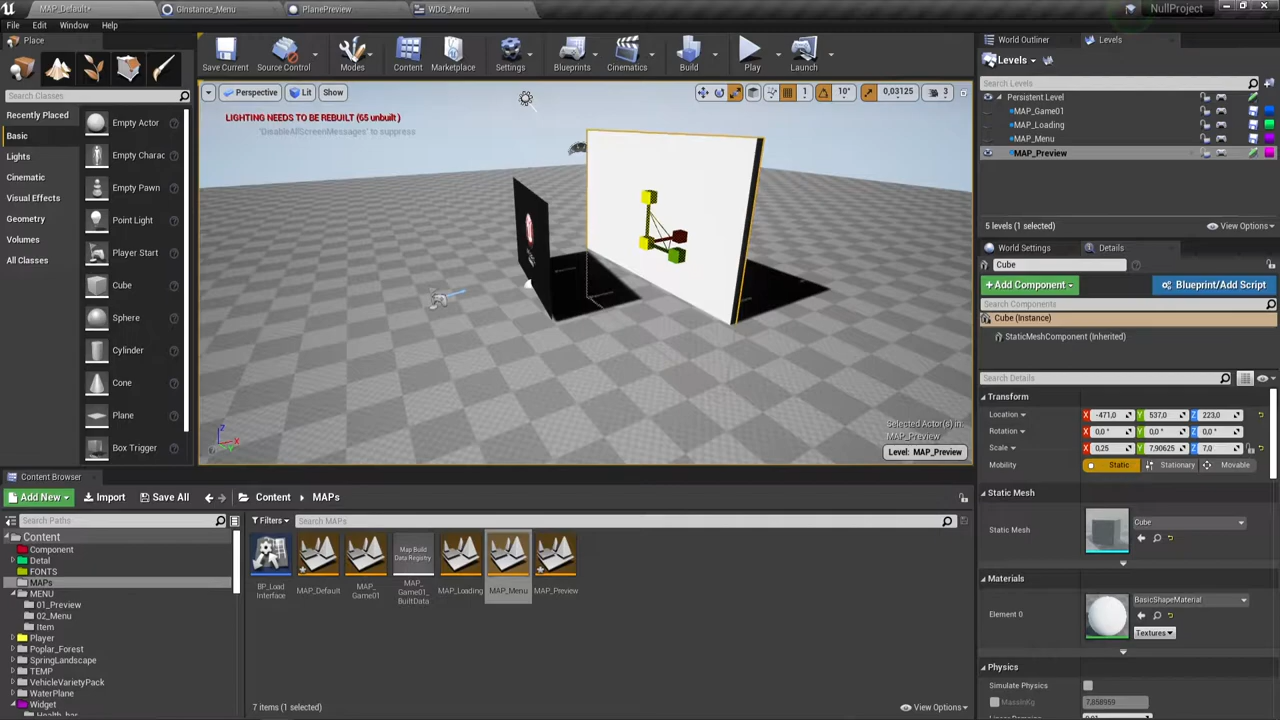 MAP_Default*
GInstance_Menu
PlanePreview
WDG_Menu
NullProject
File Edit Window Help
Place
Search Classes
Recently Placed
Basic
Lights
Cinematic
Visual Effects
Geometry
Volumes
All Classes
Empty Actor
Empty Charac
Empty Pawn
Point Light
Player Start
Cube
Sphere
Cylinder
Cone
Plane
Box Trigger
Save Current
Source Control
Modes
Content
Marketplace
Settings
Blueprints
Cinematics
Build
Play
Launch
Perspective
Lit
Show
1
10°
0,03125
3
LIGHTING NEEDS TO BE REBUILT (65 unbuilt)
'DisableAllScreenMessages' to suppress
Selected Actor(s) in:
MAP_Preview
Level: MAP_Preview
World Outliner
Levels
Levels
Search Levels
Persistent Level
MAP_Game01
MAP_Loading
MAP_Menu
MAP_Preview
5 levels (1 selected)
View Options
World Settings
Details
Cube
Add Component
Blueprint/Add Script
Search Components
Cube (Instance)
StaticMeshComponent (Inherited)
Search Details
Transform
Location X -471,0 Y 537,0 Z 223,0
Rotation X 0,0 ° Y 0,0 ° Z 0,0 °
Scale X 0,25 Y 7,90625 Z 7,0
Mobility Static Stationary Movable
Static Mesh
Static Mesh Cube
Materials
Element 0 BasicShapeMaterial
Textures
Physics
Simulate Physics
MassInKg 7,858959
Content Browser
Add New
Import
Save All
Content
MAPs
Search Paths
Filters
Search MAPs
Content
Component
Detal
FONTS
MAPs
MENU
01_Preview
02_Menu
Item
Player
Poplar_Forest
SpringLandscape
TEMP
VehicleVarietyPack
WaterPlane
Widget
Health_bar
BP_Load
Interface
MAP_Default
MAP_
Game01
Map Build
Data Registry
MAP_
Game01_
BuiltData
MAP_Loading
MAP_Menu
MAP_Preview
7 items (1 selected)
View Options